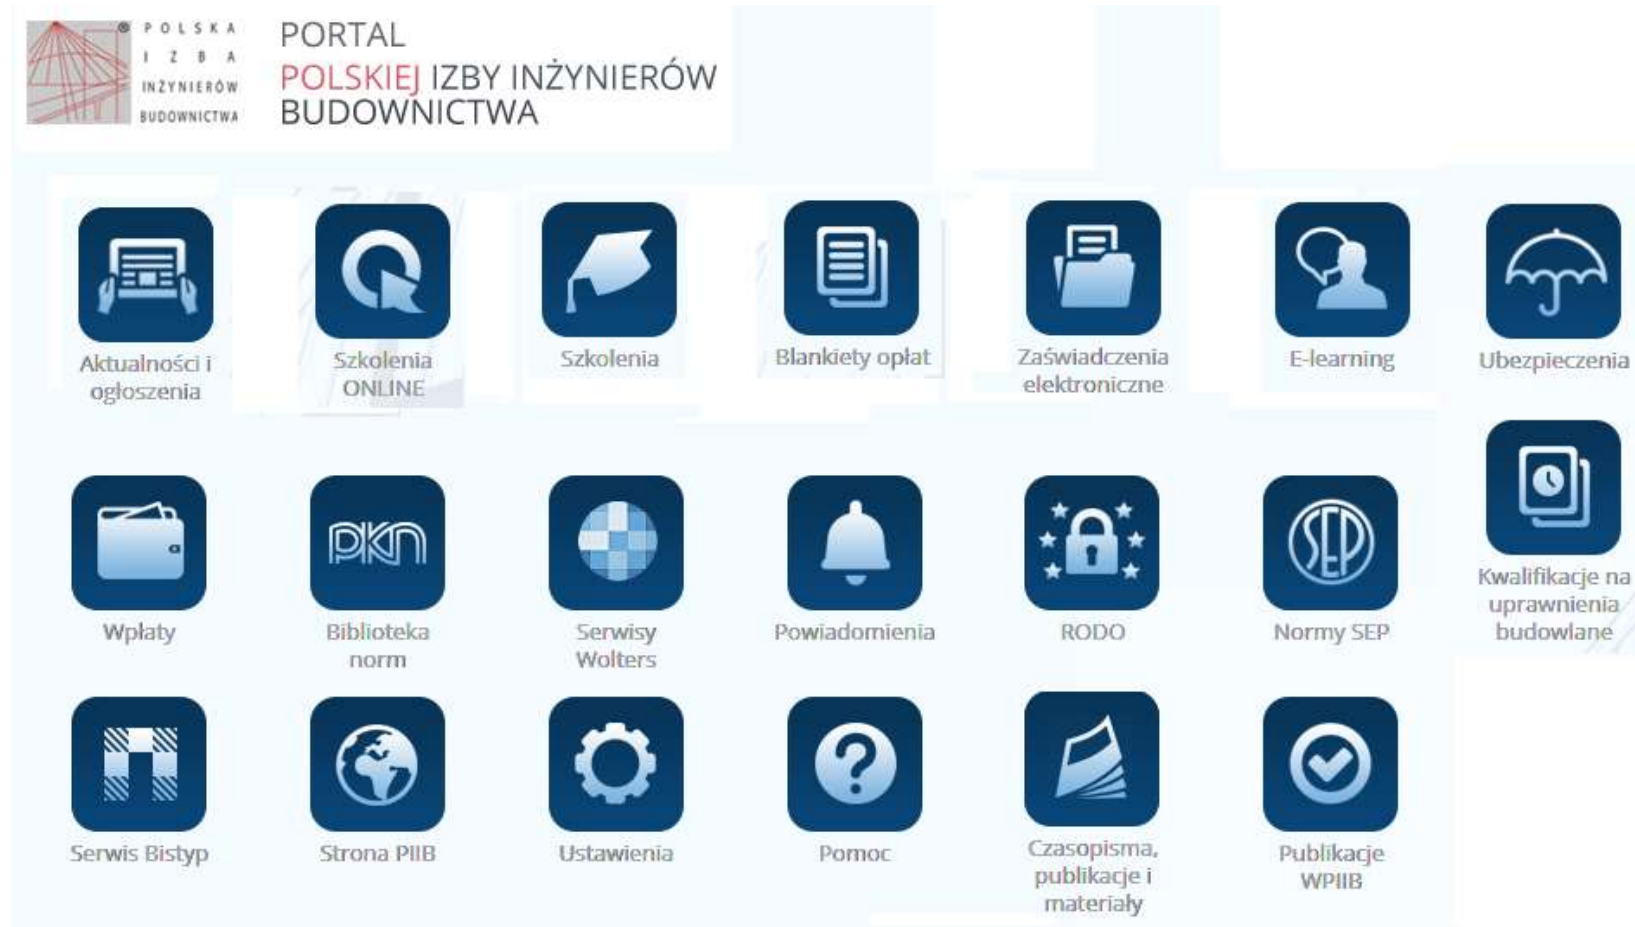 ® POLSKA
IZBA
INŻYNIERÓW
BUDOWNICTWA
PORTAL
POLSKIEJ IZBY INŻYNIERÓW
BUDOWNICTWA
Aktualności i
ogłoszenia
Szkolenia
ONLINE
Szkolenia
Blankiety opłat
Zaświadczenia
elektroniczne
E-learning
Ubezpieczenia
Wpłaty
PKN
Biblioteka
norm
Serwisy
Wolters
Powiadomienia
RODO
SEP
Normy SEP
Kwalifikacje na
uprawnienia
budowlane
Serwis Bistyp
Strona PIIB
Ustawienia
?
Pomoc
Czasopisma,
publikacje i
materiały
Publikacje
WPIIB